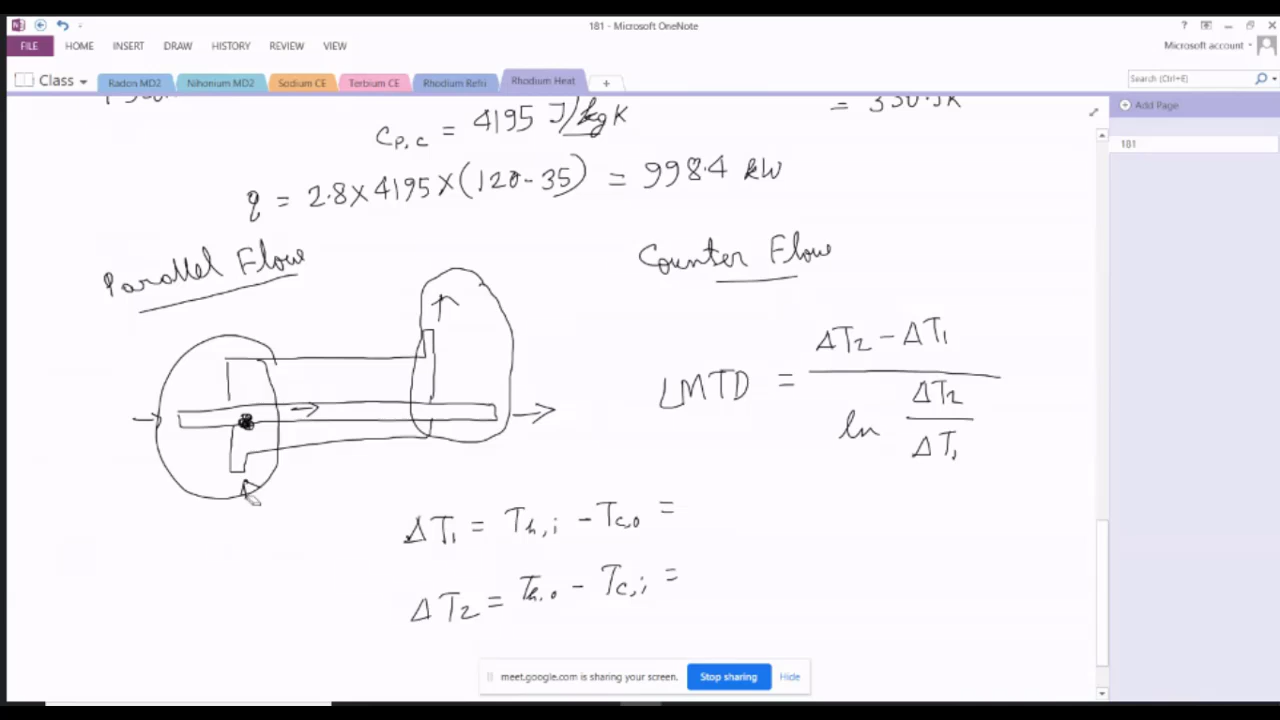 181 - Microsoft OneNote
FILE HOME INSERT DRAW HISTORY REVIEW VIEW
Microsoft account
Class Radon MD2 Nihonium MD2 Sodium CE Terbium CE Rhodium Refri Rhodium Heat
Search (Ctrl+E)
Add Page
181
Cp,c = 4195 J/kgK
q = 2.8×4195×(120-35) = 998.4 kW
Parallel Flow
Counter Flow
LMTD = ΔT2 - ΔT1
ln ΔT2
ΔT1
ΔT1 = Th,i - Tc,o =
ΔT2 = Th,o - Tc,i =
meet.google.com is sharing your screen. Stop sharing Hide